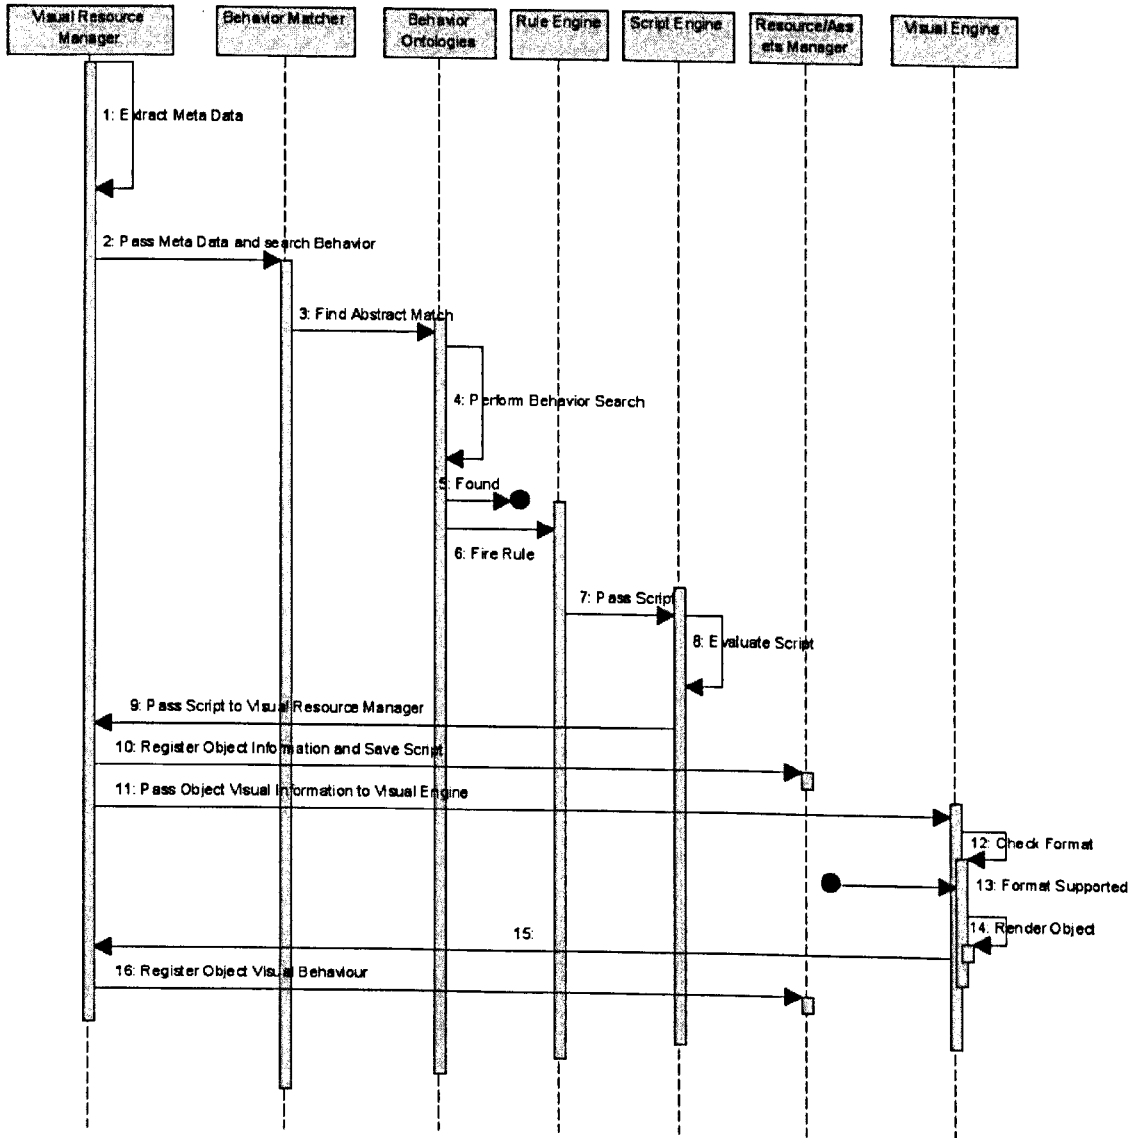 Visual Resource
Manager
Behavior Matcher
Behavior
Ontologies
Rule Engine
Script Engine
Resource/Ass
ets Manager
Visual Engine
1: Extract Meta Data
2: Pass Meta Data and search Behavior
3: Find Abstract Match
4: Perform Behavior Search
5: Found
6: Fire Rule
7: Pass Script
8: Evaluate Script
9: Pass Script to Visual Resource Manager
10: Register Object Information and Save Script
11: Pass Object Visual Information to Visual Engine
12: Check Format
13: Format Supported
14: Render Object
15:
16: Register Object Visual Behaviour